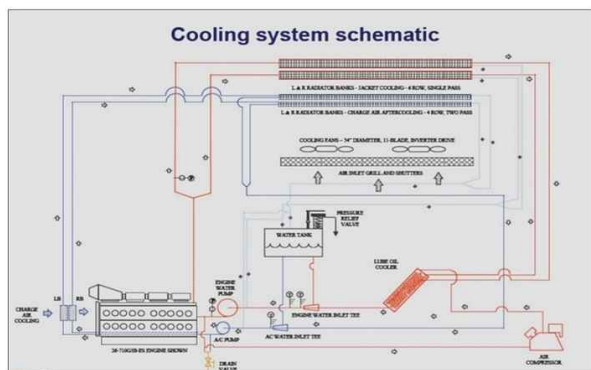 Cooling system schematic
L & R RADIATOR BANKS - JACKET COOLING - 4 ROW, SINGLE PASS
L & R RADIATOR BANKS - CHARGE AIR AFTERCOOLING - 4 ROW, TWO PASS
COOLING FANS - 54" DIAMETER, 11-BLADE, INVERTER DRIVE
AIR INLET GRILL AND SHUTTERS
PRESSURE
RELIEF
VALVE
WATER TANK
LUBE OIL
COOLER
ENGINE
WATER
PUMP
LB
RB
CHARGE
AIR
COOLING
ENGINE WATER INLET TEE
A/C PUMP
AC WATER INLET TEE
ENGINE SHOWN
DRAIN
VALVE
AIR
COMPRESSOR